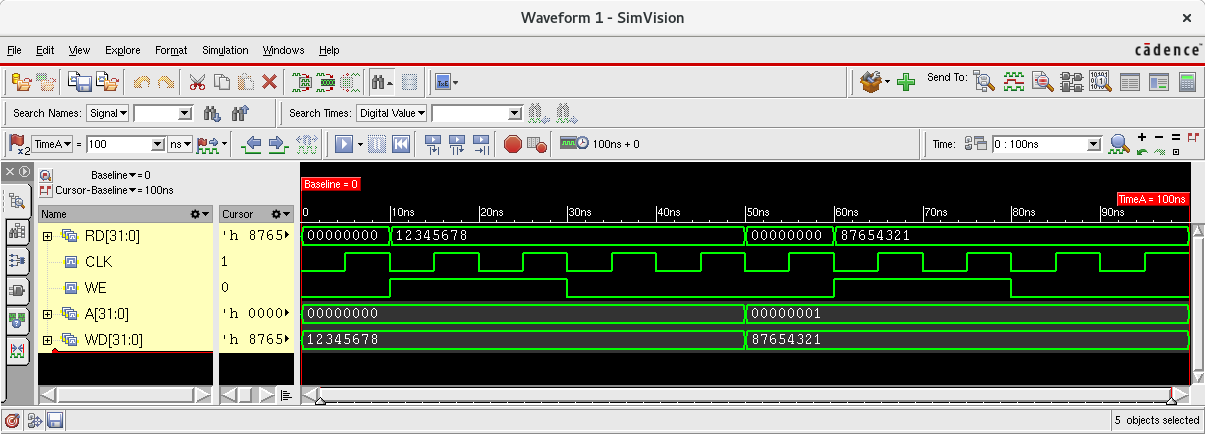 Waveform 1 - SimVision
File Edit View Explore Format Simulation Windows Help cādence
Send To:
Search Names: Signal Search Times: Digital Value
x2 TimeA = 100 ns 100ns + 0 Time: 0 : 100ns
Baseline = 0
Cursor-Baseline = 100ns
Baseline = 0
TimeA = 100ns
Name Cursor 0 10ns 20ns 30ns 40ns 50ns 60ns 70ns 80ns 90ns
RD[31:0] 'h 8765 00000000 12345678 00000000 87654321
CLK 1
WE 0
A[31:0] 'h 0000 00000000 00000001
WD[31:0] 'h 8765 12345678 87654321
5 objects selected